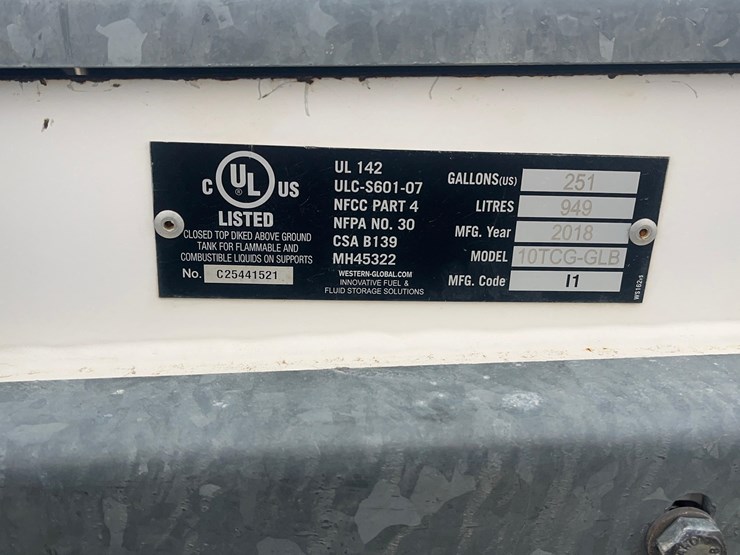 C UL ® US
LISTED
CLOSED TOP DIKED ABOVE GROUND
TANK FOR FLAMMABLE AND
COMBUSTIBLE LIQUIDS ON SUPPORTS
No. C25441521
UL 142
ULC-S601-07
NFCC PART 4
NFPA NO. 30
CSA B139
MH45322
WESTERN-GLOBAL.COM
INNOVATIVE FUEL &
FLUID STORAGE SOLUTIONS
GALLONS(US) 251
LITRES 949
MFG. Year 2018
MODEL 10TCG-GLB
MFG. Code I1